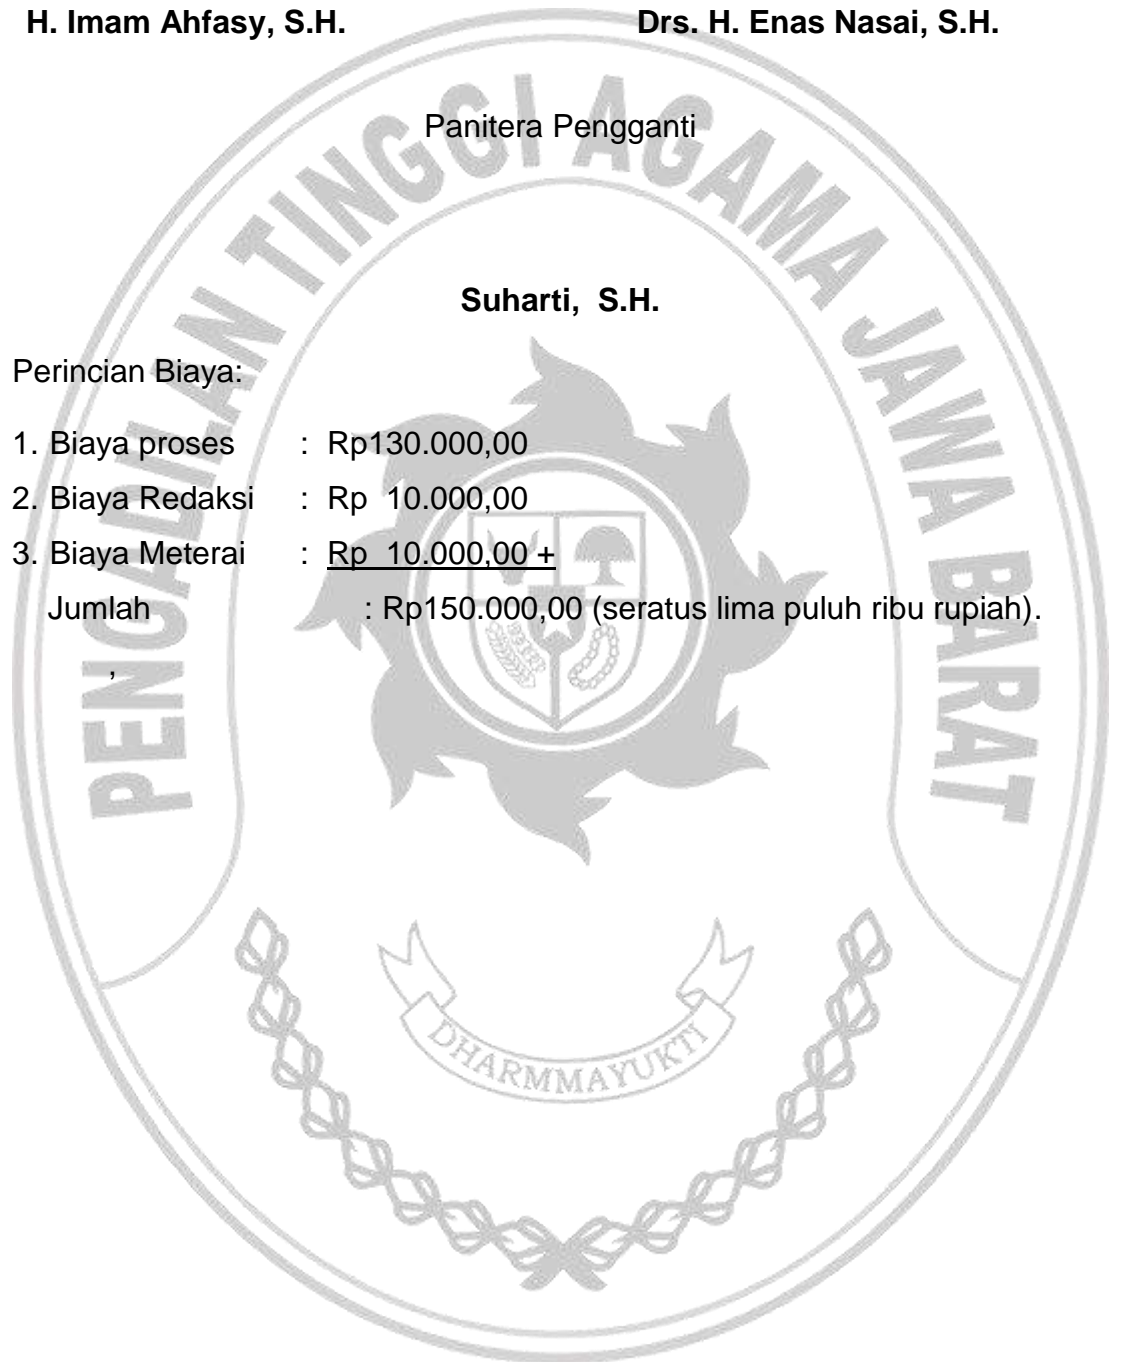 H. Imam Ahfasy, S.H. Drs. H. Enas Nasai, S.H.
Panitera Pengganti
Suharti, S.H.
Perincian Biaya:
1. Biaya proses : Rp130.000,00
2. Biaya Redaksi : Rp 10.000,00
3. Biaya Meterai : Rp 10.000,00 +
Jumlah : Rp150.000,00 (seratus lima puluh ribu rupiah).
,
PENGADILAN TINGGI AGAMA JAWA BARAT
DHARMMAYUKTI